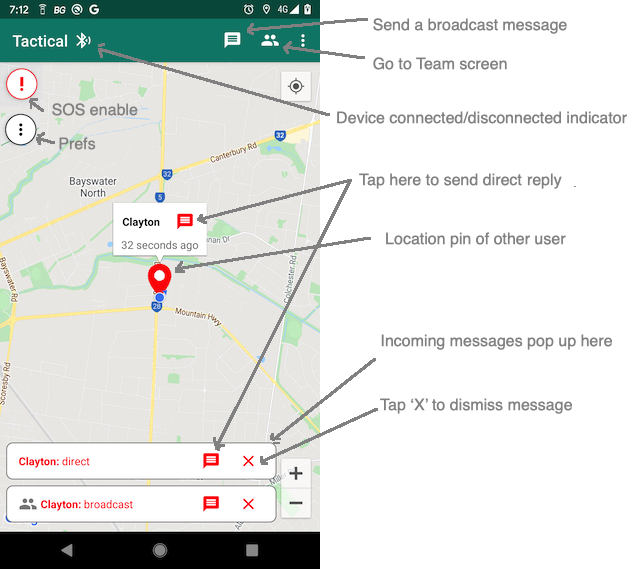 7:12 BG 4G
Send a broadcast message
Tactical
Go to Team screen
SOS enable
Device connected/disconnected indicator
Prefs
32
Canterbury Rd
32
Bayswater
North
5
Tap here to send direct reply
Clayton
32 seconds ago
Location pin of other user
Colchester Rd
Bayswater Rd
28
Mountain Hwy
Scoresby Rd
Incoming messages pop up here
Tap ‘X’ to dismiss message
Clayton: direct
Clayton: broadcast